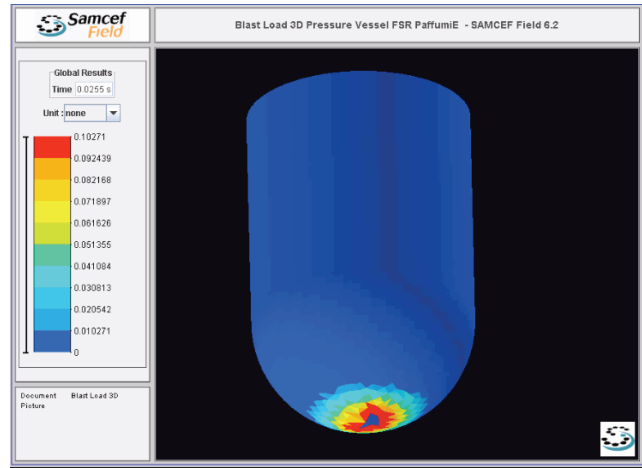 Samcef
Field
Blast Load 3D Pressure Vessel FSR PaffumiE - SAMCEF Field 6.2
Global Results
Time 0.0255 s
Unit : none
0.10271
0.092439
0.082168
0.071897
0.061626
0.051355
0.041084
0.030813
0.020542
0.010271
0
Document Blast Load 3D
Picture